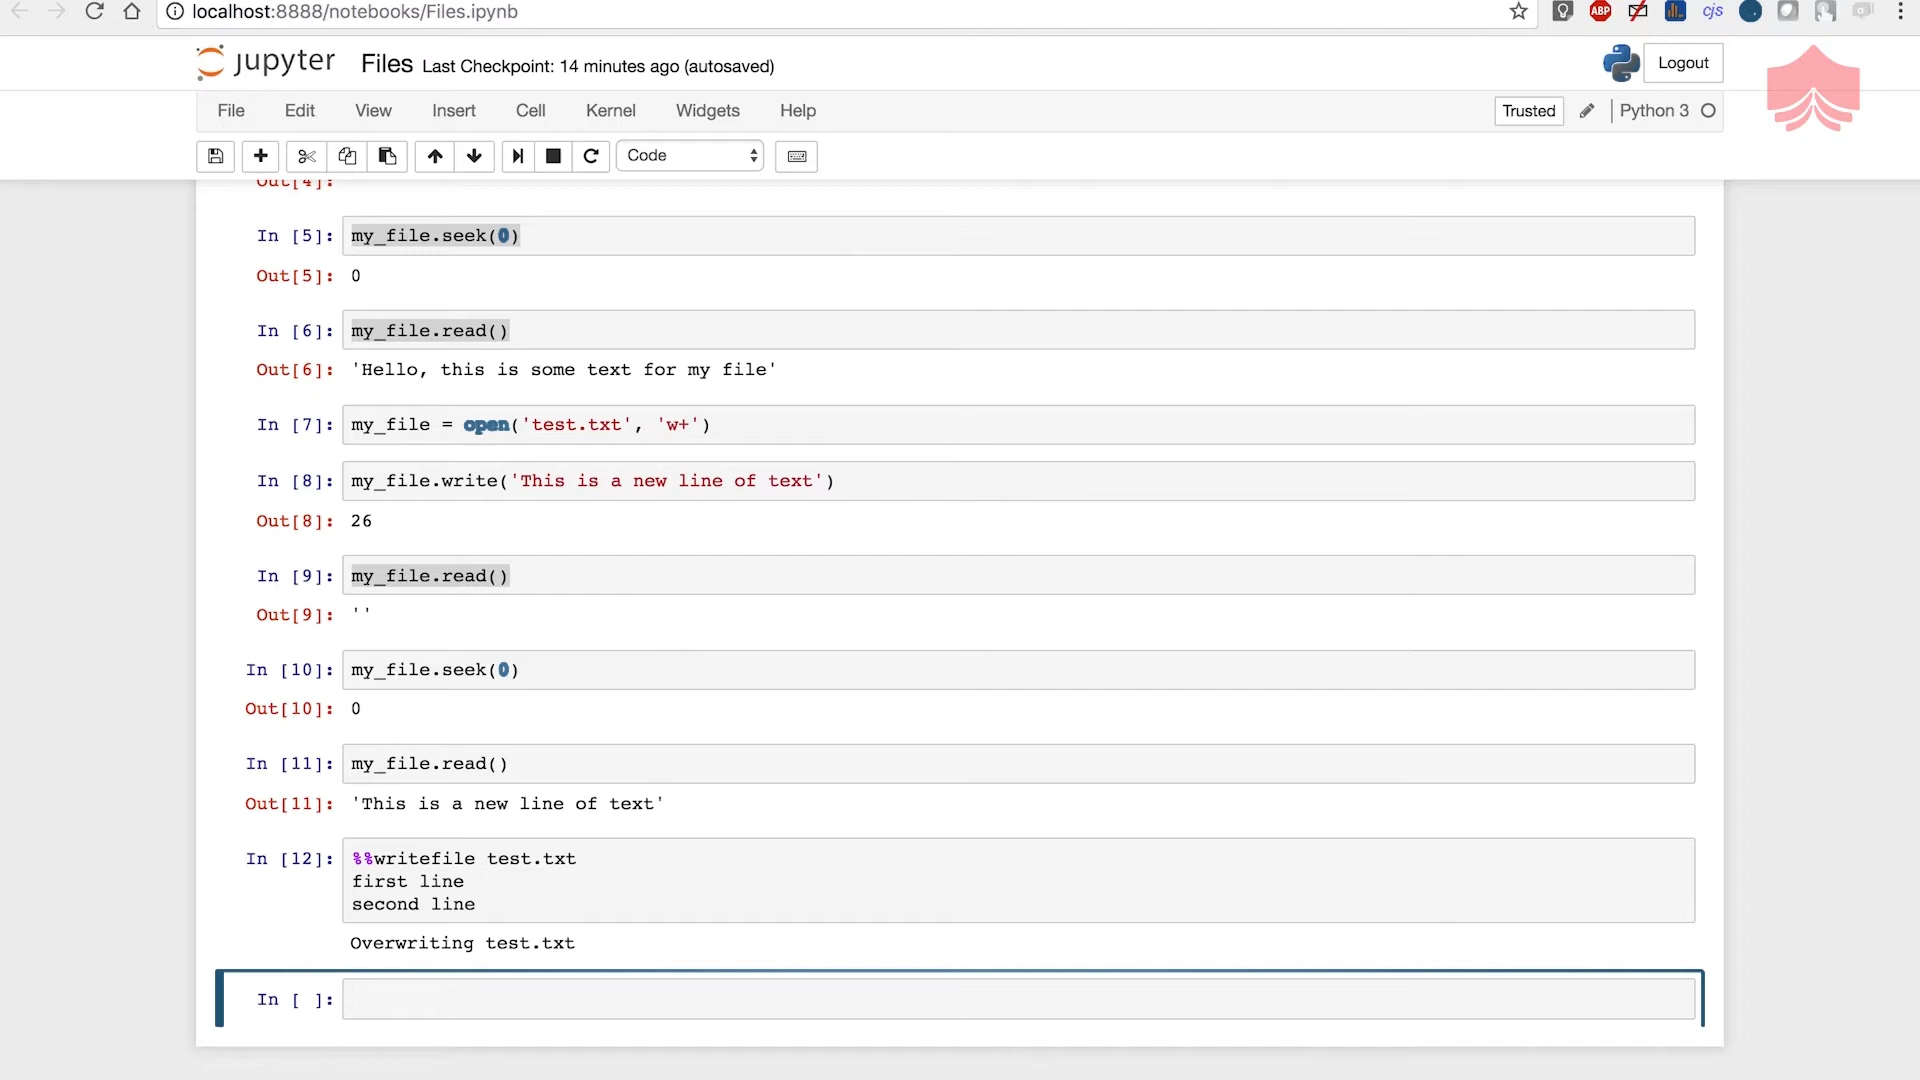 localhost:8888/notebooks/Files.ipynb
ABP
cjs
jupyter Files Last Checkpoint: 14 minutes ago (autosaved)
Logout
File Edit View Insert Cell Kernel Widgets Help
Trusted Python 3
Code
Out[4]:
In [5]: my_file.seek(0)
Out[5]: 0
In [6]: my_file.read()
Out[6]: 'Hello, this is some text for my file'
In [7]: my_file = open('test.txt', 'w+')
In [8]: my_file.write('This is a new line of text')
Out[8]: 26
In [9]: my_file.read()
Out[9]: ''
In [10]: my_file.seek(0)
Out[10]: 0
In [11]: my_file.read()
Out[11]: 'This is a new line of text'
In [12]: %%writefile test.txt
first line
second line
Overwriting test.txt
In [ ]: